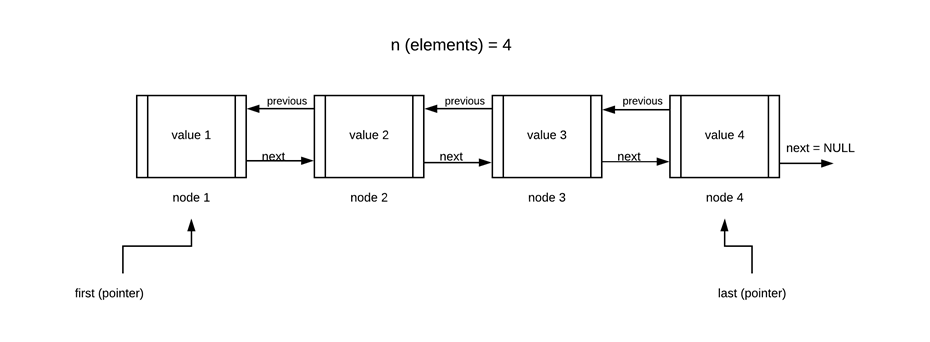 n (elements) = 4
previous
previous
previous
value 1
value 2
value 3
value 4
next = NULL
next
next
next
node 1
node 2
node 3
node 4
first (pointer)
last (pointer)